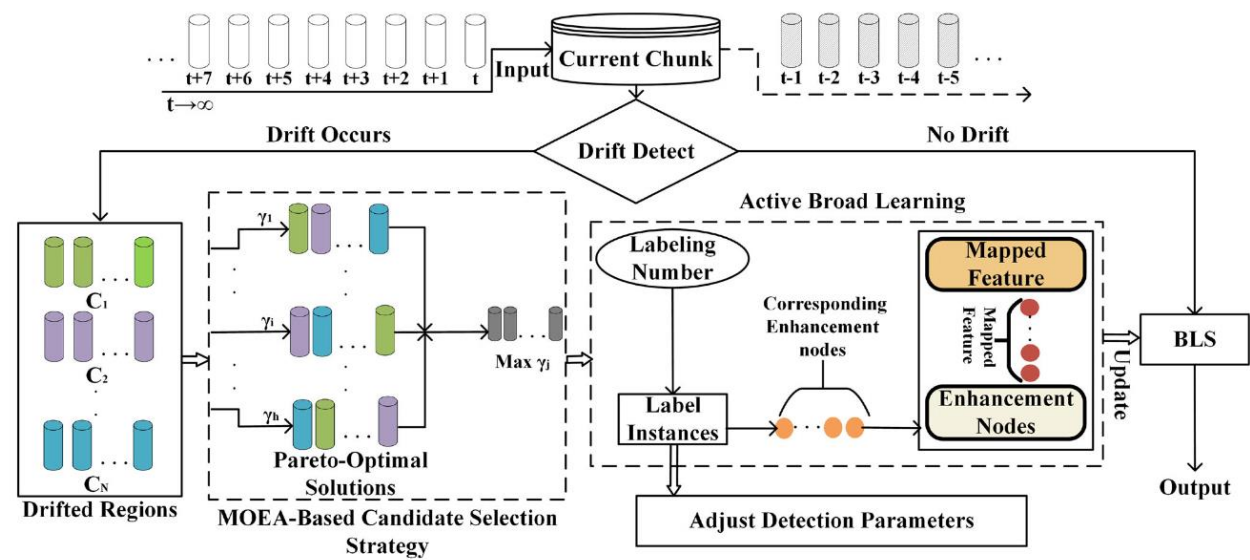 . . . t+7 t+6 t+5 t+4 t+3 t+2 t+1 t
t→∞
Input
Current Chunk
t-1 t-2 t-3 t-4 t-5 . . .
Drift Occurs
Drift Detect
No Drift
C₁
C₂
C_N
Drifted Regions
γ₁
γᵢ
γₕ
Pareto-Optimal
Solutions
Max γⱼ
MOEA-Based Candidate Selection
Strategy
Active Broad Learning
Labeling
Number
Label
Instances
Corresponding
Enhancement
nodes
Mapped
Feature
Mapped
Feature
Enhancement
Nodes
Adjust Detection Parameters
Update
BLS
Output